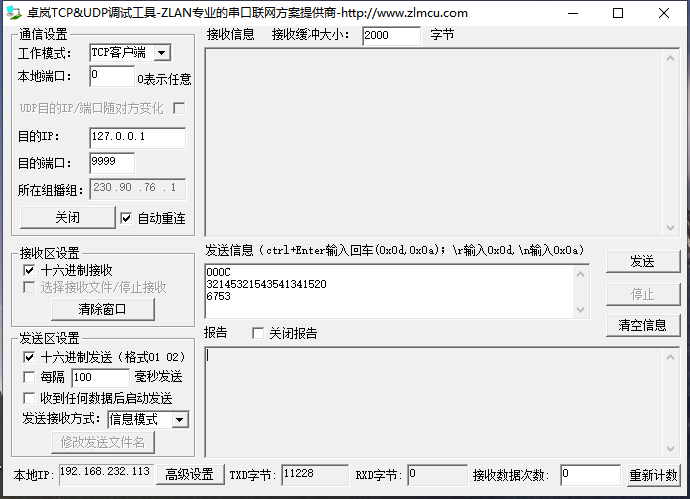 卓岚TCP&UDP调试工具-ZLAN专业的串口联网方案提供商-http://www.zlmcu.com
通信设置
工作模式: TCP客户端
本地端口: 0 0表示任意
UDP目的IP/端口随对方变化
目的IP: 127.0.0.1
目的端口: 9999
所在组播组: 230 .90 .76 .1
关闭 自动重连
接收区设置
十六进制接收
选择接收文件/停止接收
清除窗口
发送区设置
十六进制发送（格式01 02）
每隔 100 毫秒发送
收到任何数据后启动发送
发送接收方式: 信息模式
修改发送文件名
接收信息 接收缓冲大小: 2000 字节
发送信息（ctrl+Enter输入回车(0x0d,0x0a); \r输入0x0d,\n输入0x0a)
000C
32145321543541341520
6753
发送
停止
清空信息
报告 关闭报告
本地IP: 192.168.232.113 高级设置 TXD字节: 11228 RXD字节: 0 接收数据次数: 0 重新计数